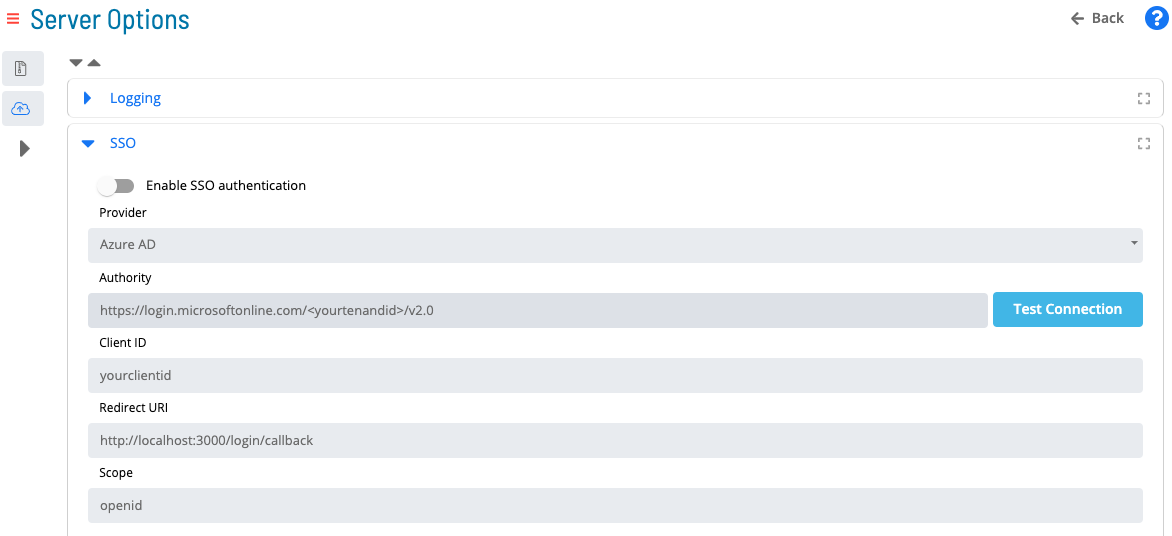 Server Options
Back
?
Logging
SSO
Enable SSO authentication
Provider
Azure AD
Authority
https://login.microsoftonline.com/<yourtenandid>/v2.0
Test Connection
Client ID
yourclientid
Redirect URI
http://localhost:3000/login/callback
Scope
openid